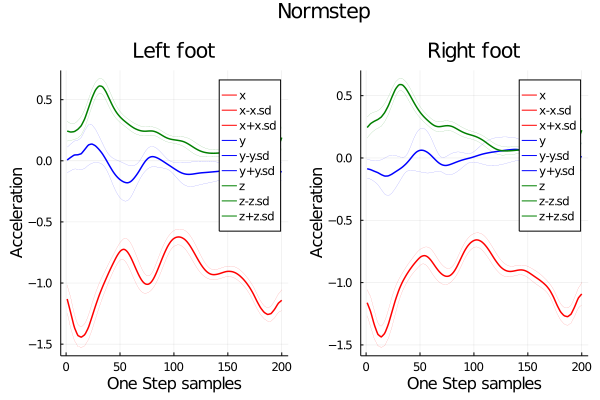 Normstep
Left foot
Acceleration
0.5
0.0
−0.5
−1.0
−1.5
0 50 100 150 200
One Step samples
x
x-x.sd
x+x.sd
y
y-y.sd
y+y.sd
z
z-z.sd
z+z.sd
Right foot
Acceleration
0.5
0.0
−0.5
−1.0
−1.5
0 50 100 150 200
One Step samples
x
x-x.sd
x+x.sd
y
y-y.sd
y+y.sd
z
z-z.sd
z+z.sd